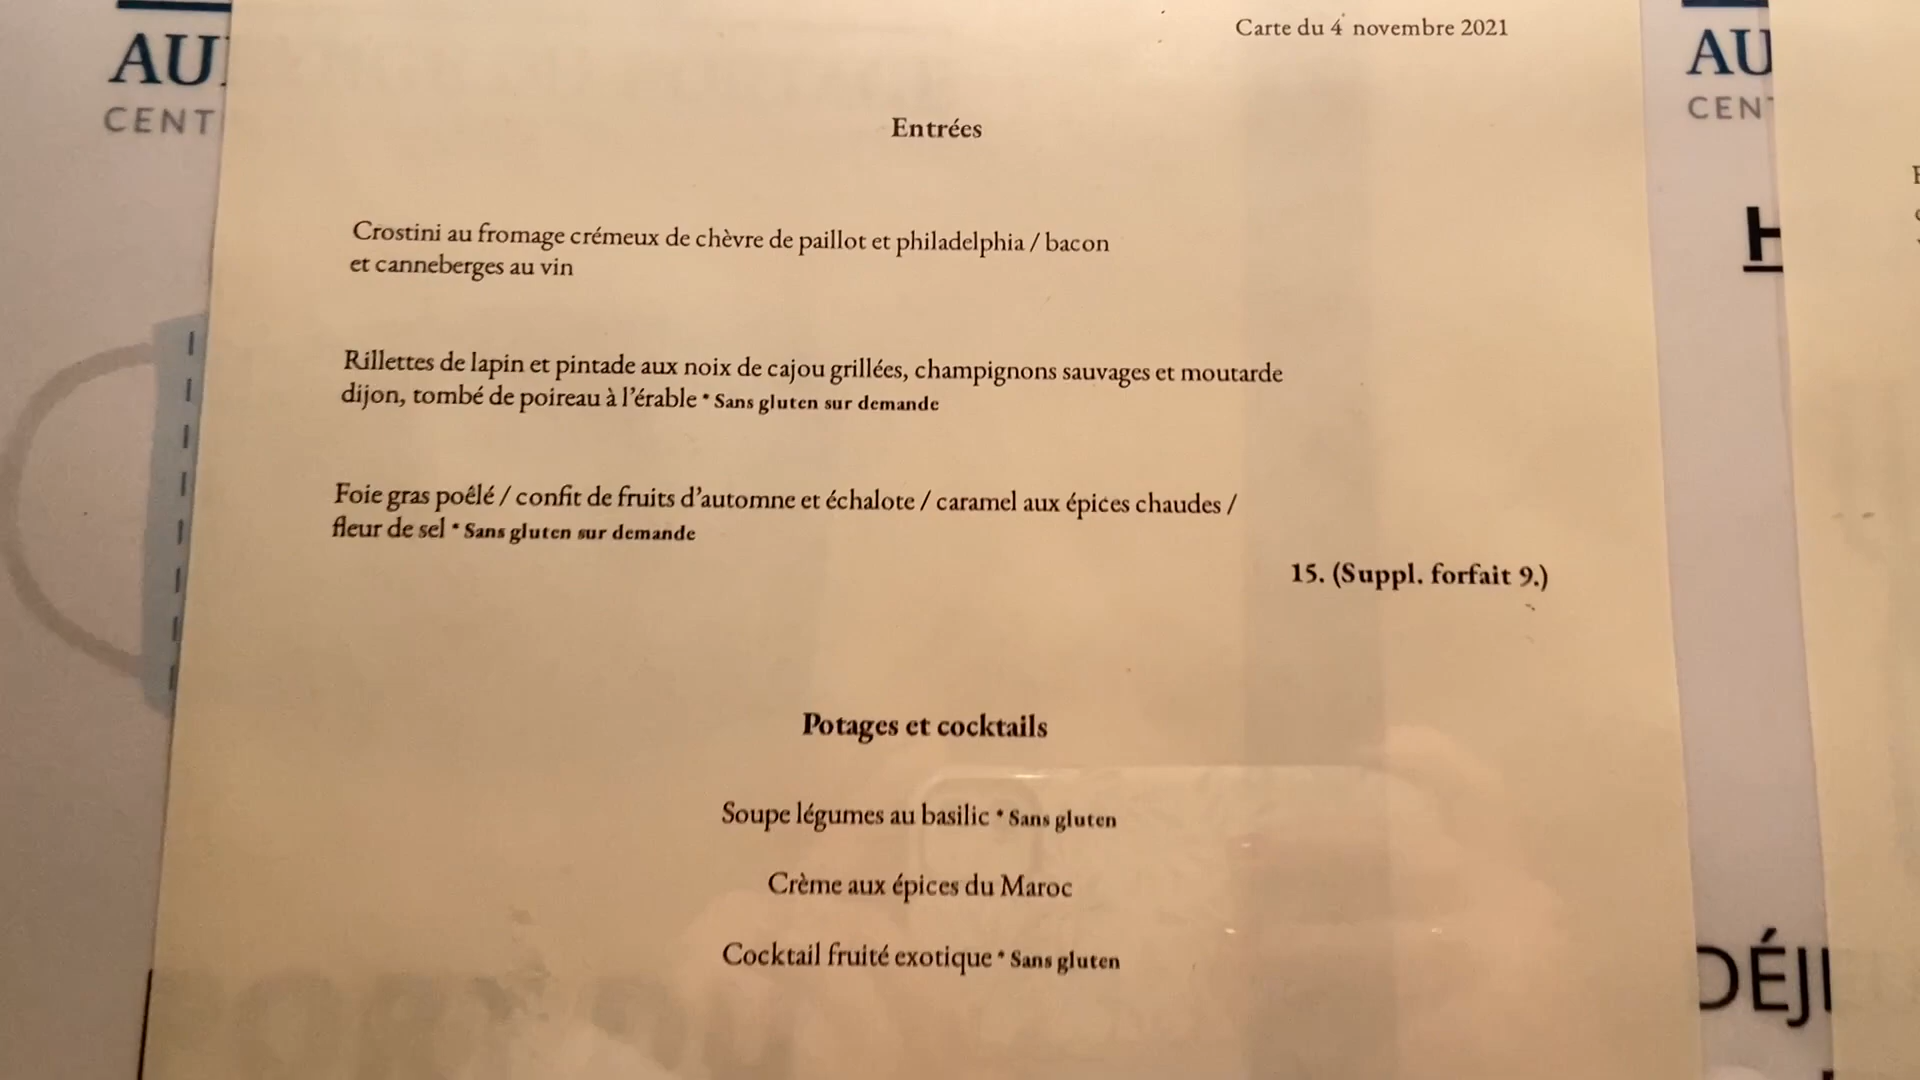 Carte du 4 novembre 2021
AU
CENT
AU
CENT
H
Entrées
Crostini au fromage crémeux de chèvre de paillot et philadelphia / bacon
et canneberges au vin
Rillettes de lapin et pintade aux noix de cajou grillées, champignons sauvages et moutarde
dijon, tombé de poireau à l'érable * Sans gluten sur demande
Foie gras poêlé / confit de fruits d'automne et échalote / caramel aux épices chaudes /
fleur de sel * Sans gluten sur demande
15. (Suppl. forfait 9.)
Potages et cocktails
Soupe légumes au basilic * Sans gluten
Crème aux épices du Maroc
Cocktail fruité exotique * Sans gluten
DÉJ